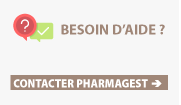 ?
BESOIN D'AIDE ?
CONTACTER PHARMAGEST ➔